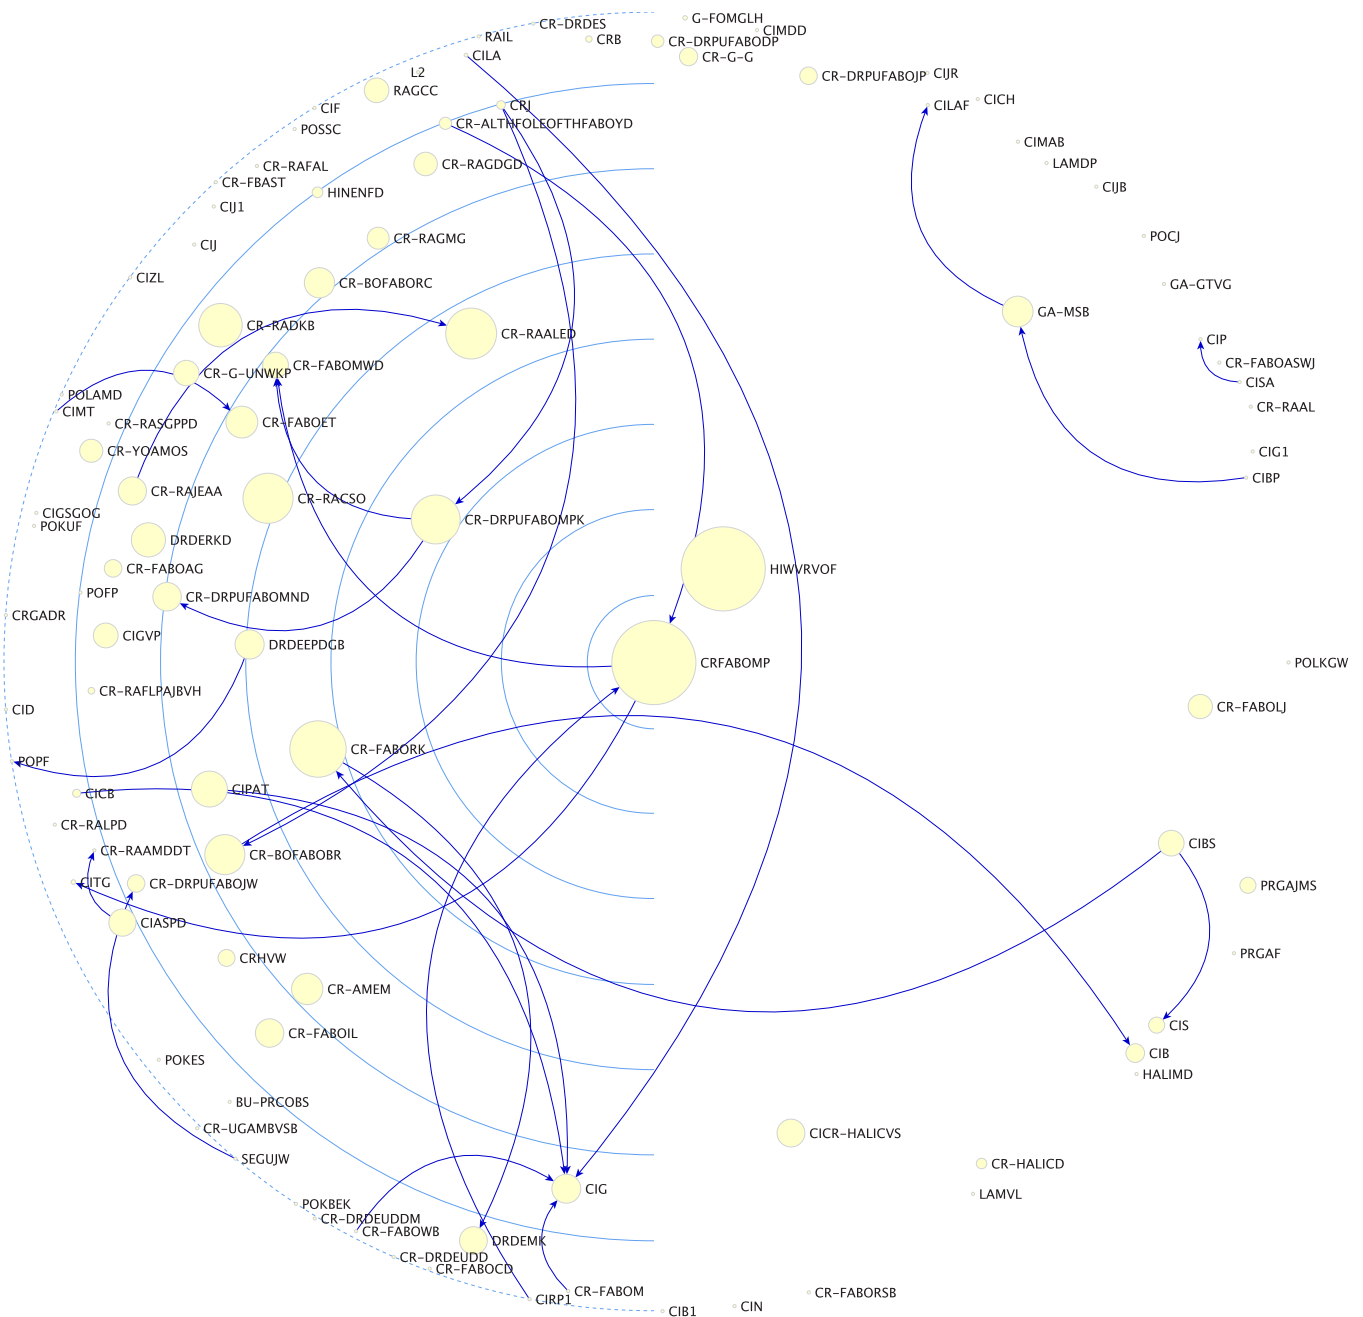 G-FOMGLH
CR-DRDES
CIMDD
RAIL
CRB
CR-DRPUFABODP
CILA
CR-G-G
L2
CR-DRPUFABOJP
CIJR
RAGCC
CICH
CILAF
CRJ
CIF
CR-ALTHFOLEOFTHFABOYD
POSSC
CIMAB
LAMDP
CR-RAGDGD
CR-RAFAL
CR-FBAST
CIJB
HINENFD
CIJ1
POCJ
CR-RAGMG
CIJ
CIZL
CR-BOFABORC
GA-GTVG
GA-MSB
CR-RADKB
CR-RAALED
CIP
CR-FABOASWJ
CR-FABOMWD
CR-G-UNWKP
CISA
POLAMD
CIMT
CR-RAAL
CR-RASGPPD
CR-FABOET
CR-YOAMOS
CIG1
CIBP
CR-RAJEAA
CR-RACSO
CIGSGOG
CR-DRPUFABOMPK
POKUF
DRDERKD
CR-FABOAG
HIWVRVOF
POFP
CR-DRPUFABOMND
CRGADR
CIGVP
DRDEEPDGB
CRFABOMP
POLKGW
CR-RAFLPAJBVH
CR-FABOLJ
CID
CR-FABORK
POPF
CIPAT
CICB
CR-RALPD
CIBS
CR-RAAMDDT
CR-BOFABOBR
CITG
CR-DRPUFABOJW
PRGAJMS
CIASPD
PRGAF
CRHVW
CR-AMEM
CIS
CR-FABOIL
CIB
POKES
HALIMD
BU-PRCOBS
CR-UGAMBVSB
CICR-HALICVS
SEGUJW
CR-HALICD
CIG
LAMVL
POKBEK
CR-DRDEUDDM
CR-FABOWB
DRDEMK
CR-DRDEUDD
CR-FABOCD
CR-FABOM
CR-FABORSB
CIRP1
CIN
CIB1